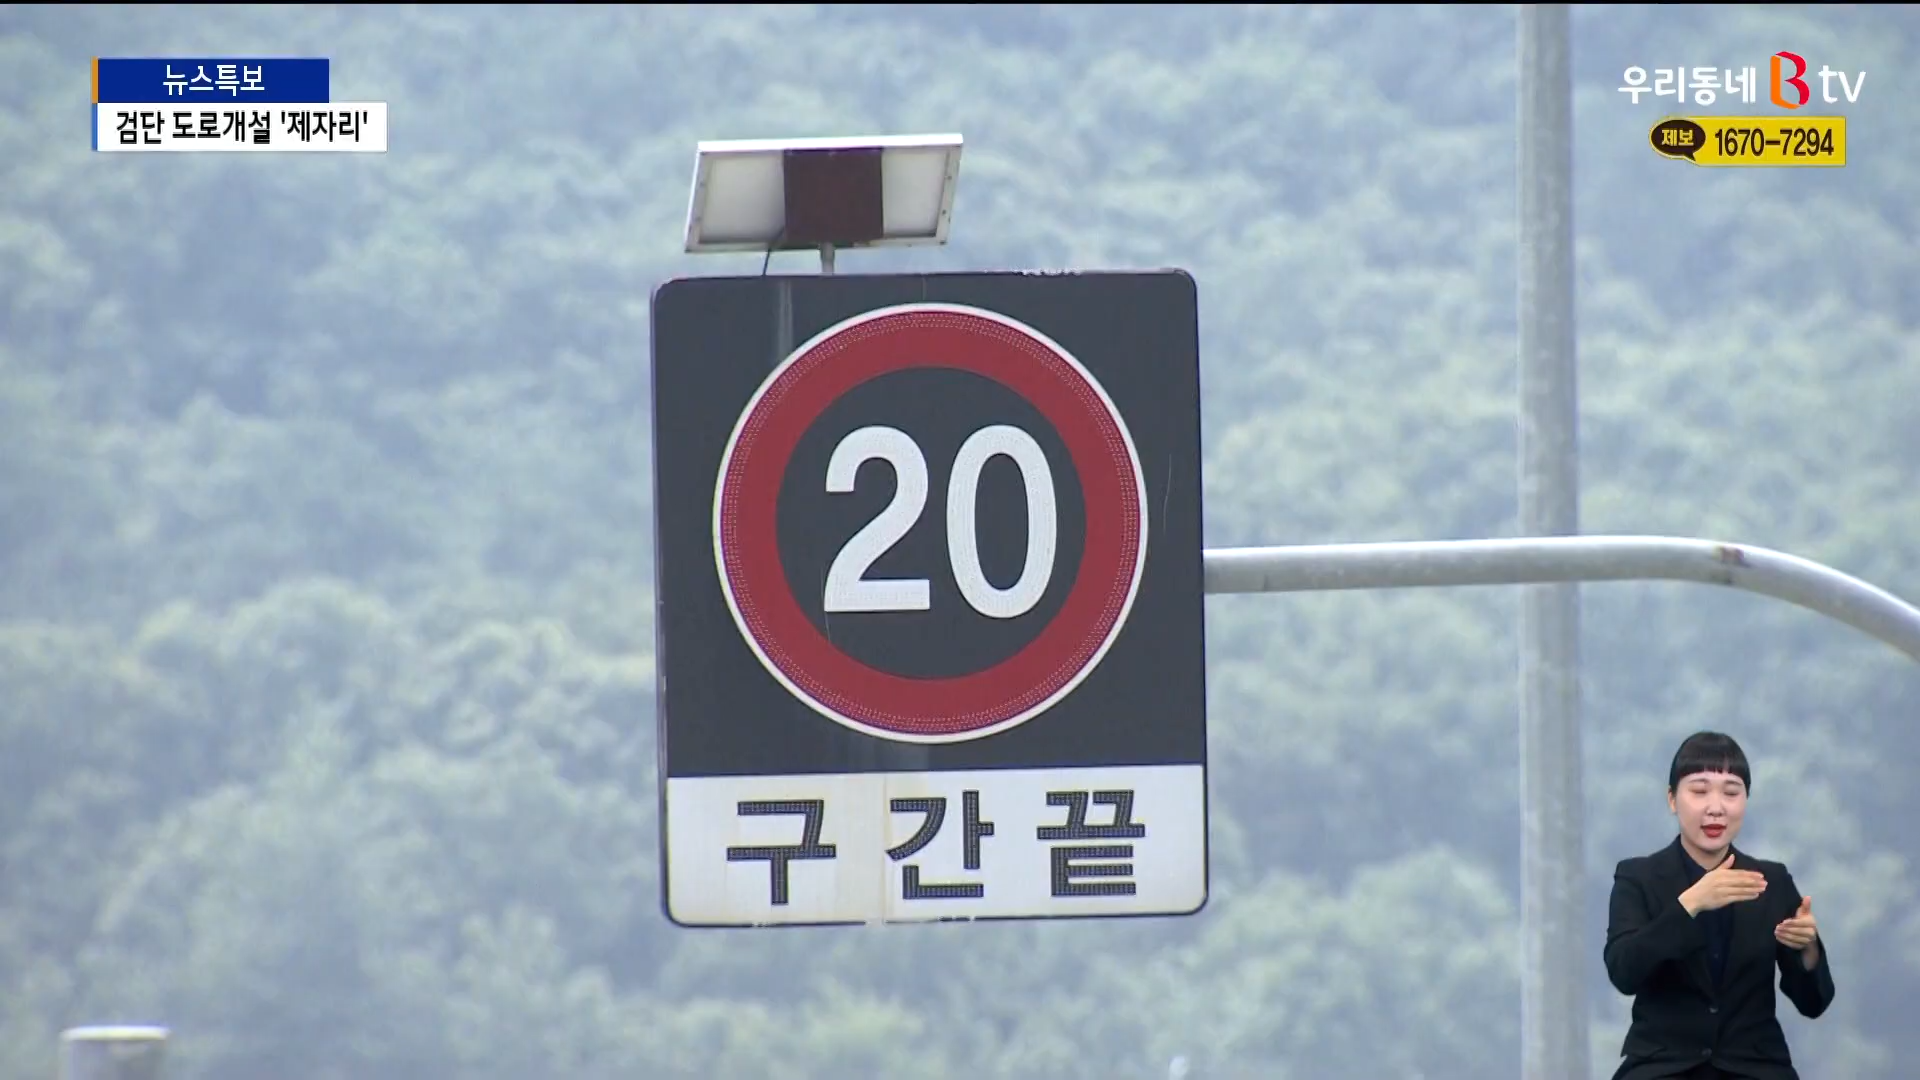 뉴스특보
검단 도로개설 '제자리'
우리동네 B tv
제보 1670-7294
20
구간끝